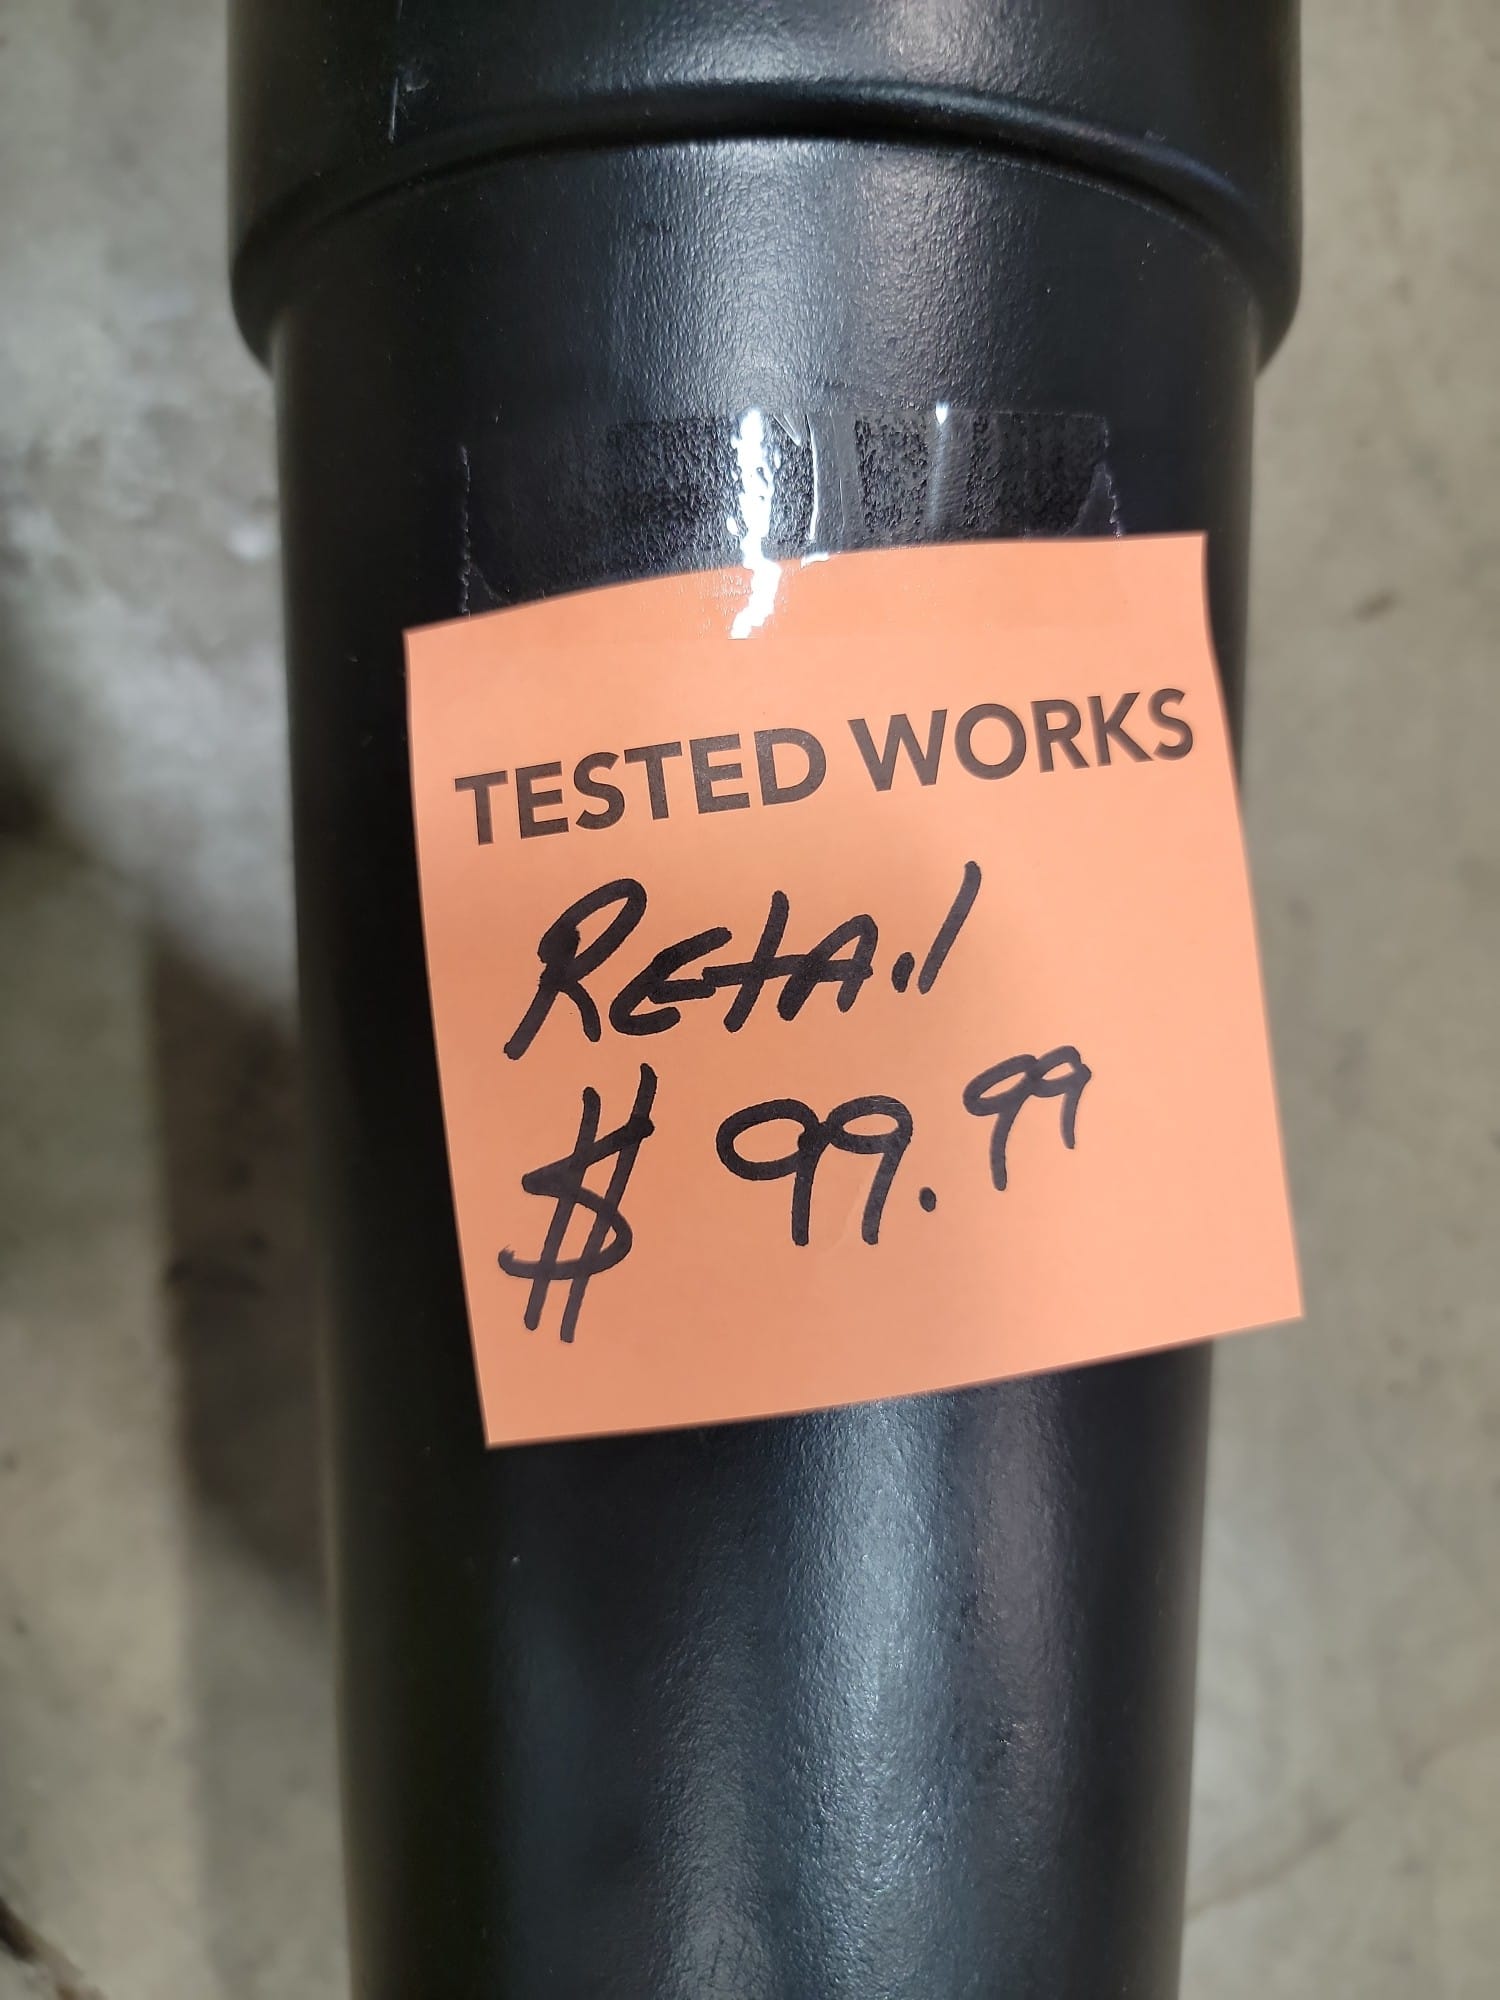 TESTED WORKS
RETAil
$ 99.99